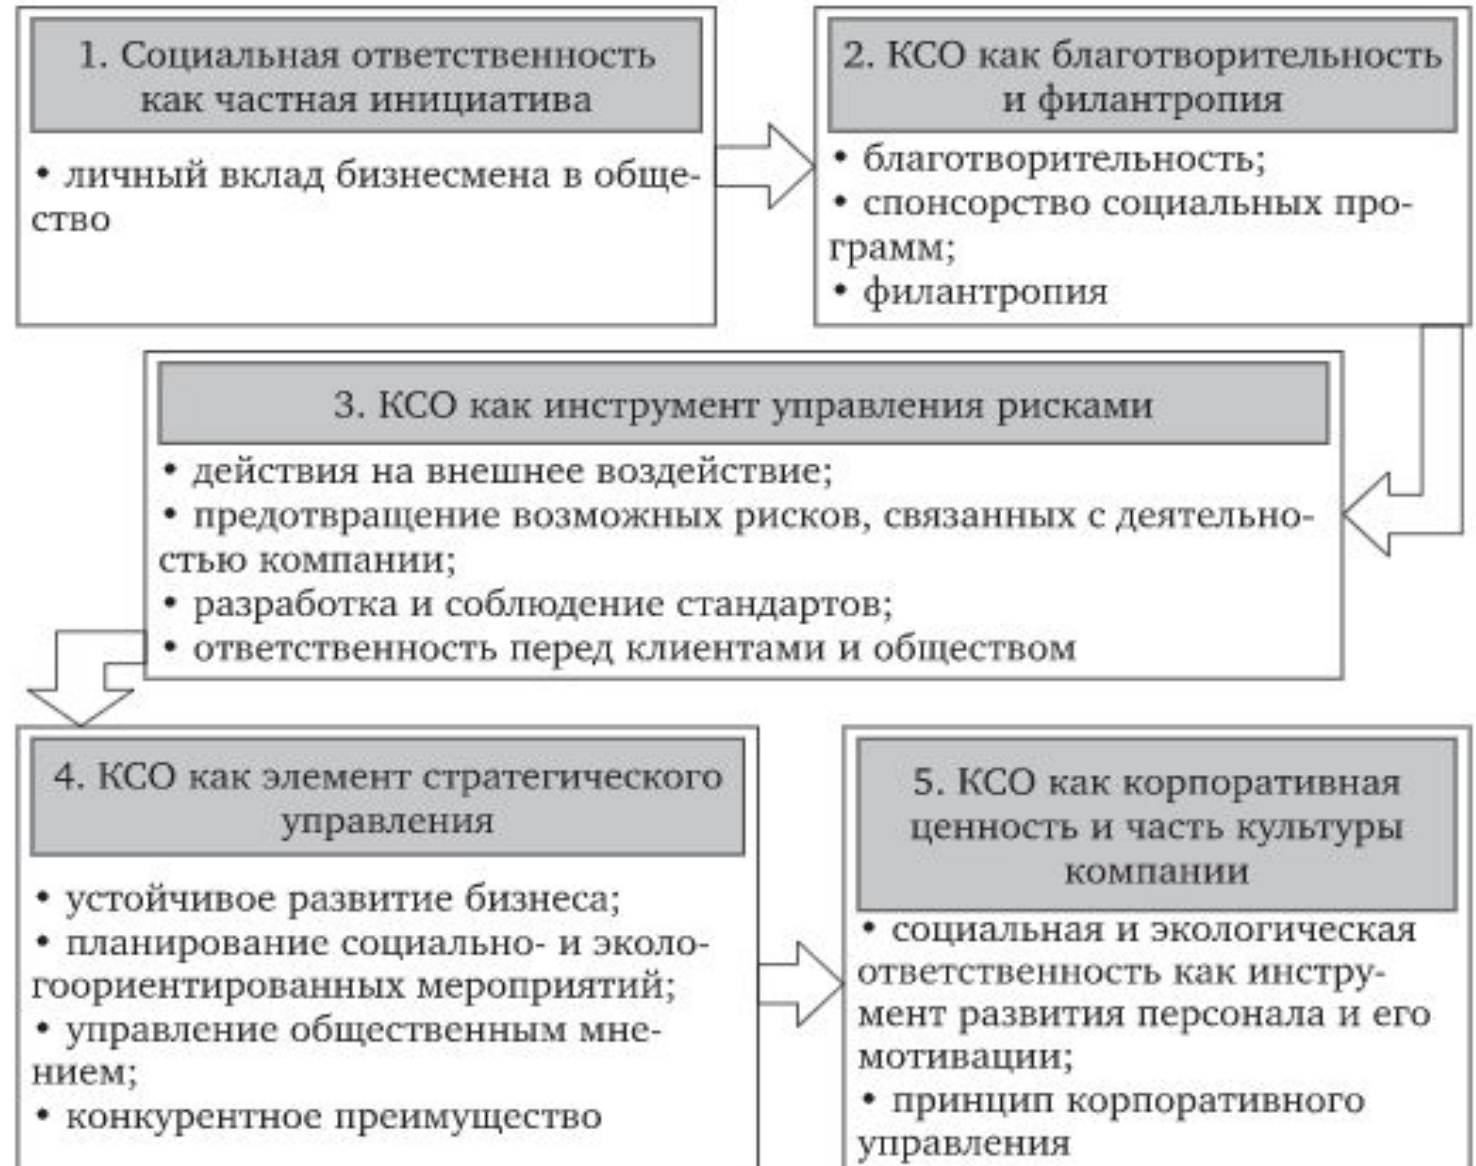 1. Социальная ответственность
как частная инициатива
• личный вклад бизнесмена в обще-
ство
2. КСО как благотворительность
и филантропия
• благотворительность;
• спонсорство социальных про-
грамм;
• филантропия
3. КСО как инструмент управления рисками
• действия на внешнее воздействие;
• предотвращение возможных рисков, связанных с деятельно-
стью компании;
• разработка и соблюдение стандартов;
• ответственность перед клиентами и обществом
4. КСО как элемент стратегического
управления
• устойчивое развитие бизнеса;
• планирование социально- и эколо-
гоориентированных мероприятий;
• управление общественным мне-
нием;
• конкурентное преимущество
5. КСО как корпоративная
ценность и часть культуры
компании
• социальная и экологическая
ответственность как инстру-
мент развития персонала и его
мотивации;
• принцип корпоративного
управления